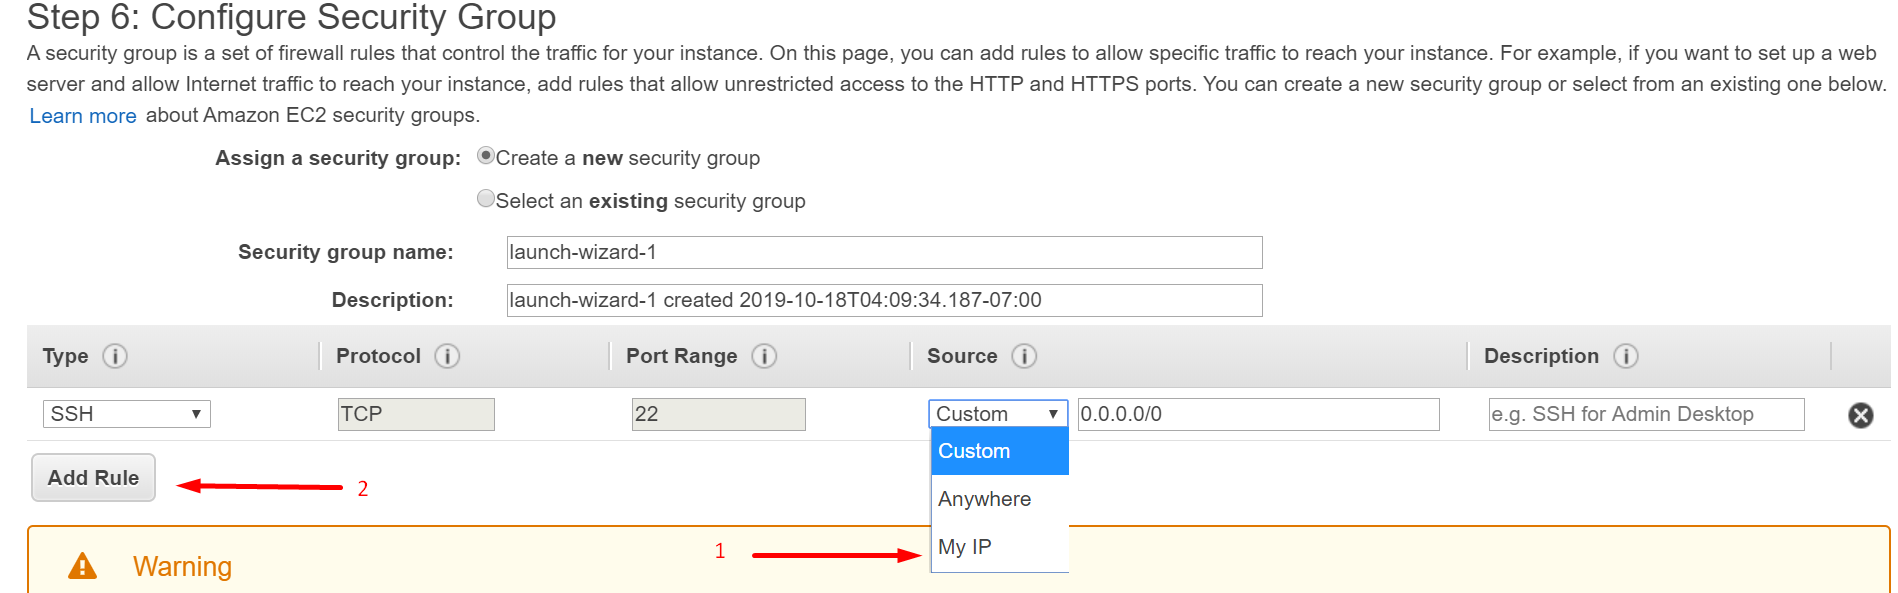 Step 6: Configure Security Group
A security group is a set of firewall rules that control the traffic for your instance. On this page, you can add rules to allow specific traffic to reach your instance. For example, if you want to set up a web
server and allow Internet traffic to reach your instance, add rules that allow unrestricted access to the HTTP and HTTPS ports. You can create a new security group or select from an existing one below.
Learn more about Amazon EC2 security groups.
Assign a security group: Create a new security group
Select an existing security group
Security group name: launch-wizard-1
Description: launch-wizard-1 created 2019-10-18T04:09:34.187-07:00
Type i Protocol i Port Range i Source i Description i
SSH TCP 22 Custom 0.0.0.0/0 e.g. SSH for Admin Desktop
Custom
Add Rule 2
Anywhere
1 My IP
Warning